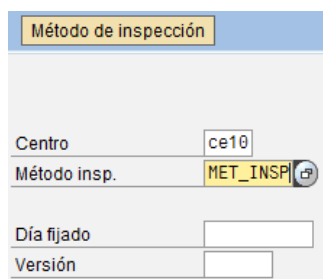 Método de inspección
Centro ce10
Método insp. MET_INSP
Día fijado
Versión